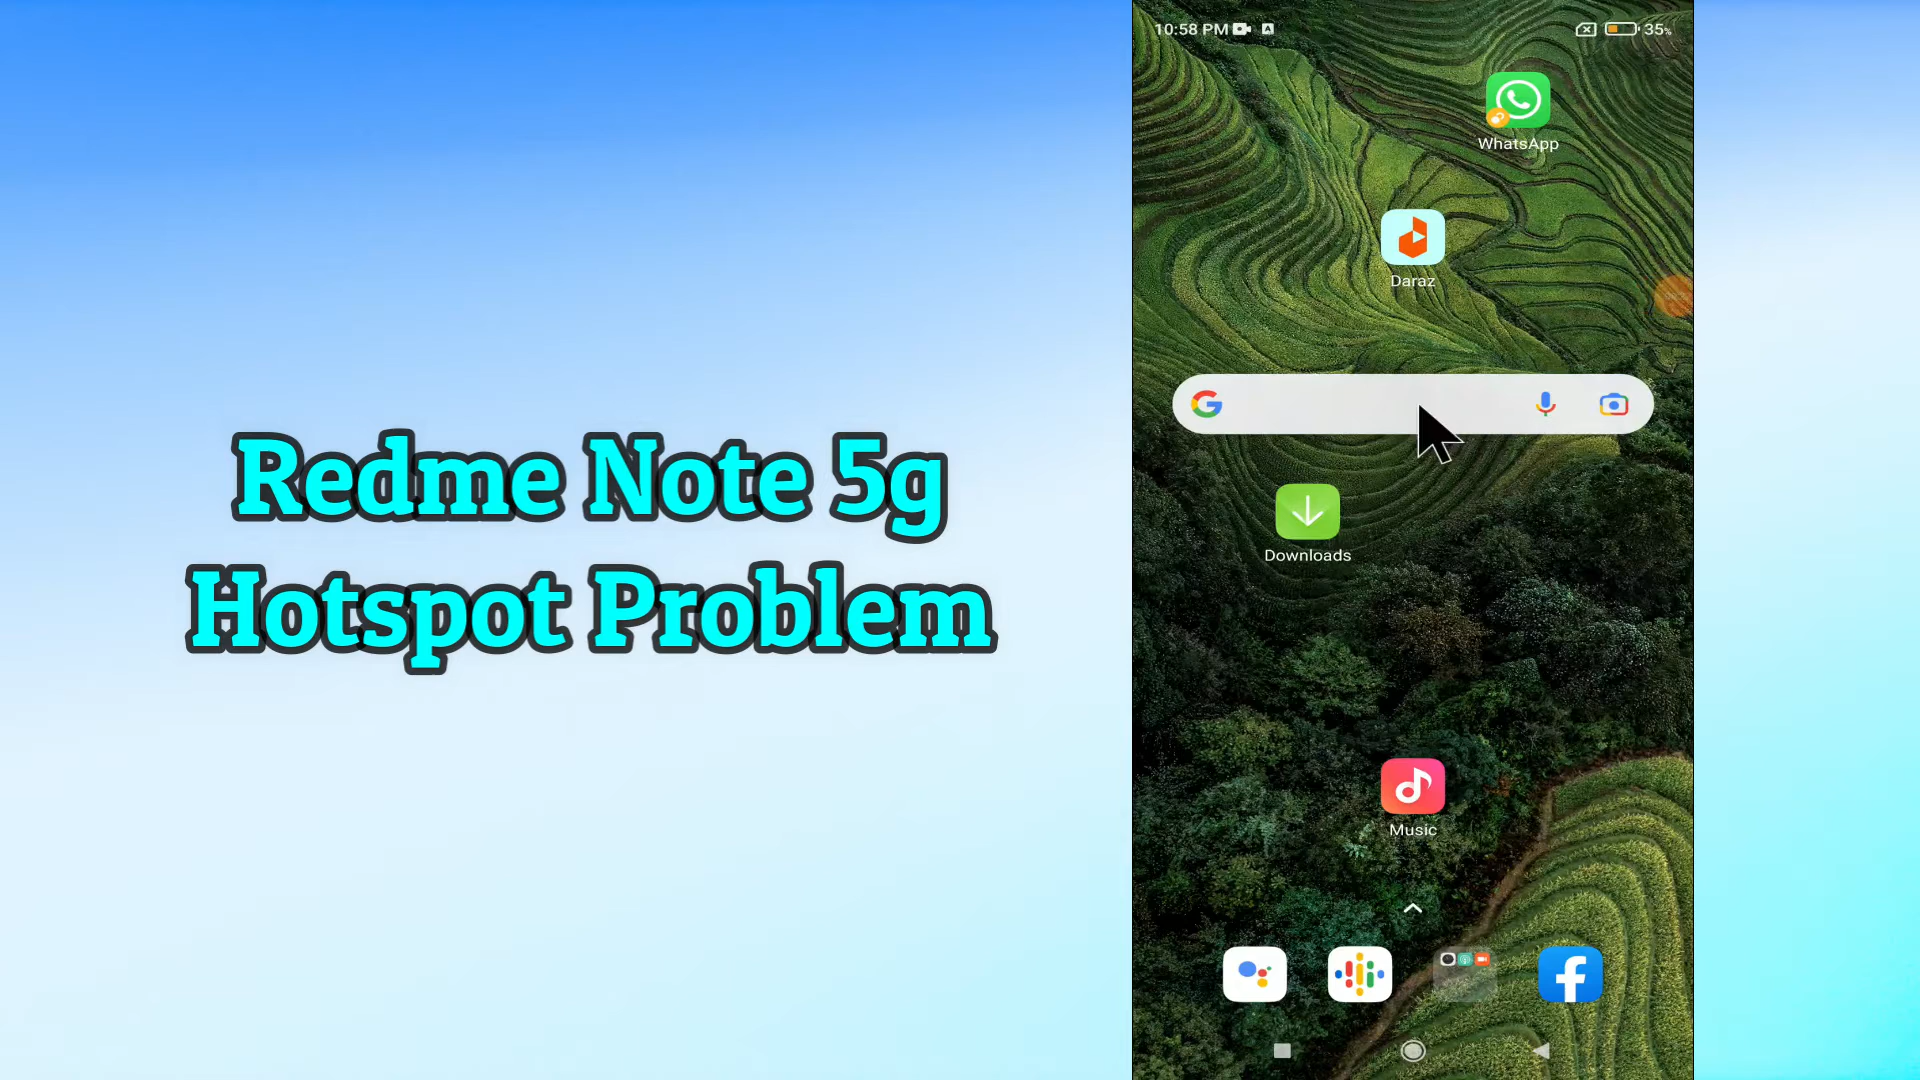 10:58 PM
35%
WhatsApp
Daraz
Redme Note 5g
Hotspot Problem
Downloads
Music